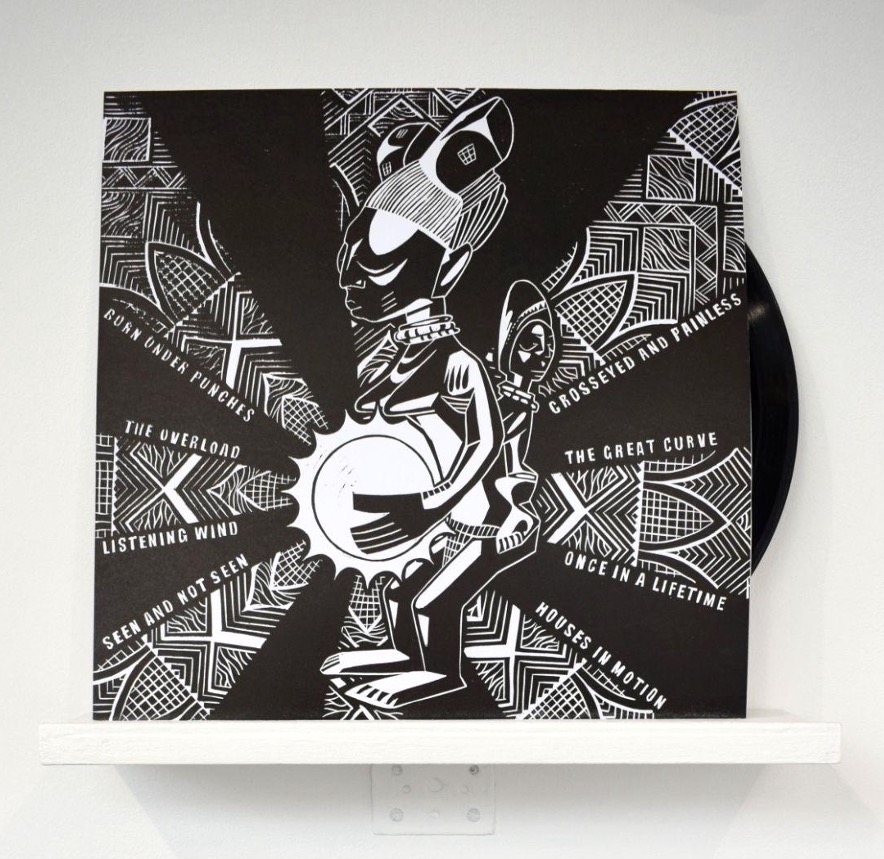 BORN UNDER PUNCHES
THE OVERLOAD
LISTENING WIND
SEEN AND NOT SEEN
CROSSEYED AND PAINLESS
THE GREAT CURVE
ONCE IN A LIFETIME
HOUSES IN MOTION